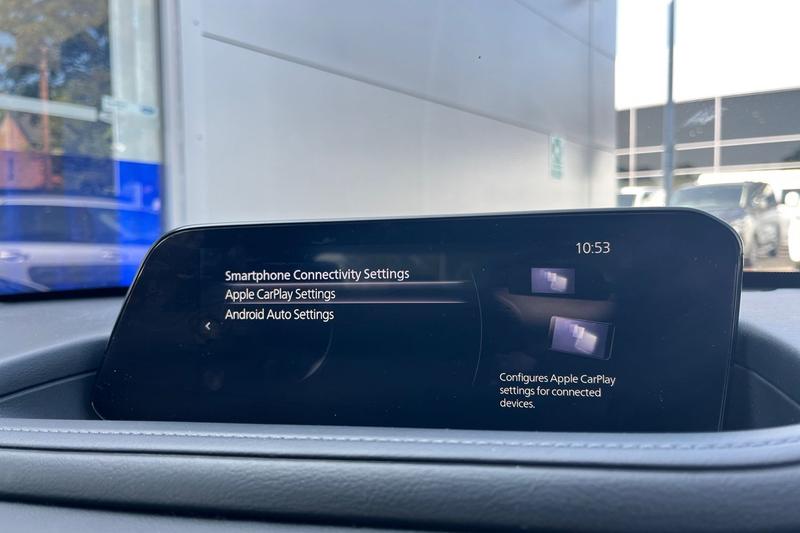 10:53
Smartphone Connectivity Settings
Apple CarPlay Settings
Android Auto Settings
Configures Apple CarPlay
settings for connected
devices.